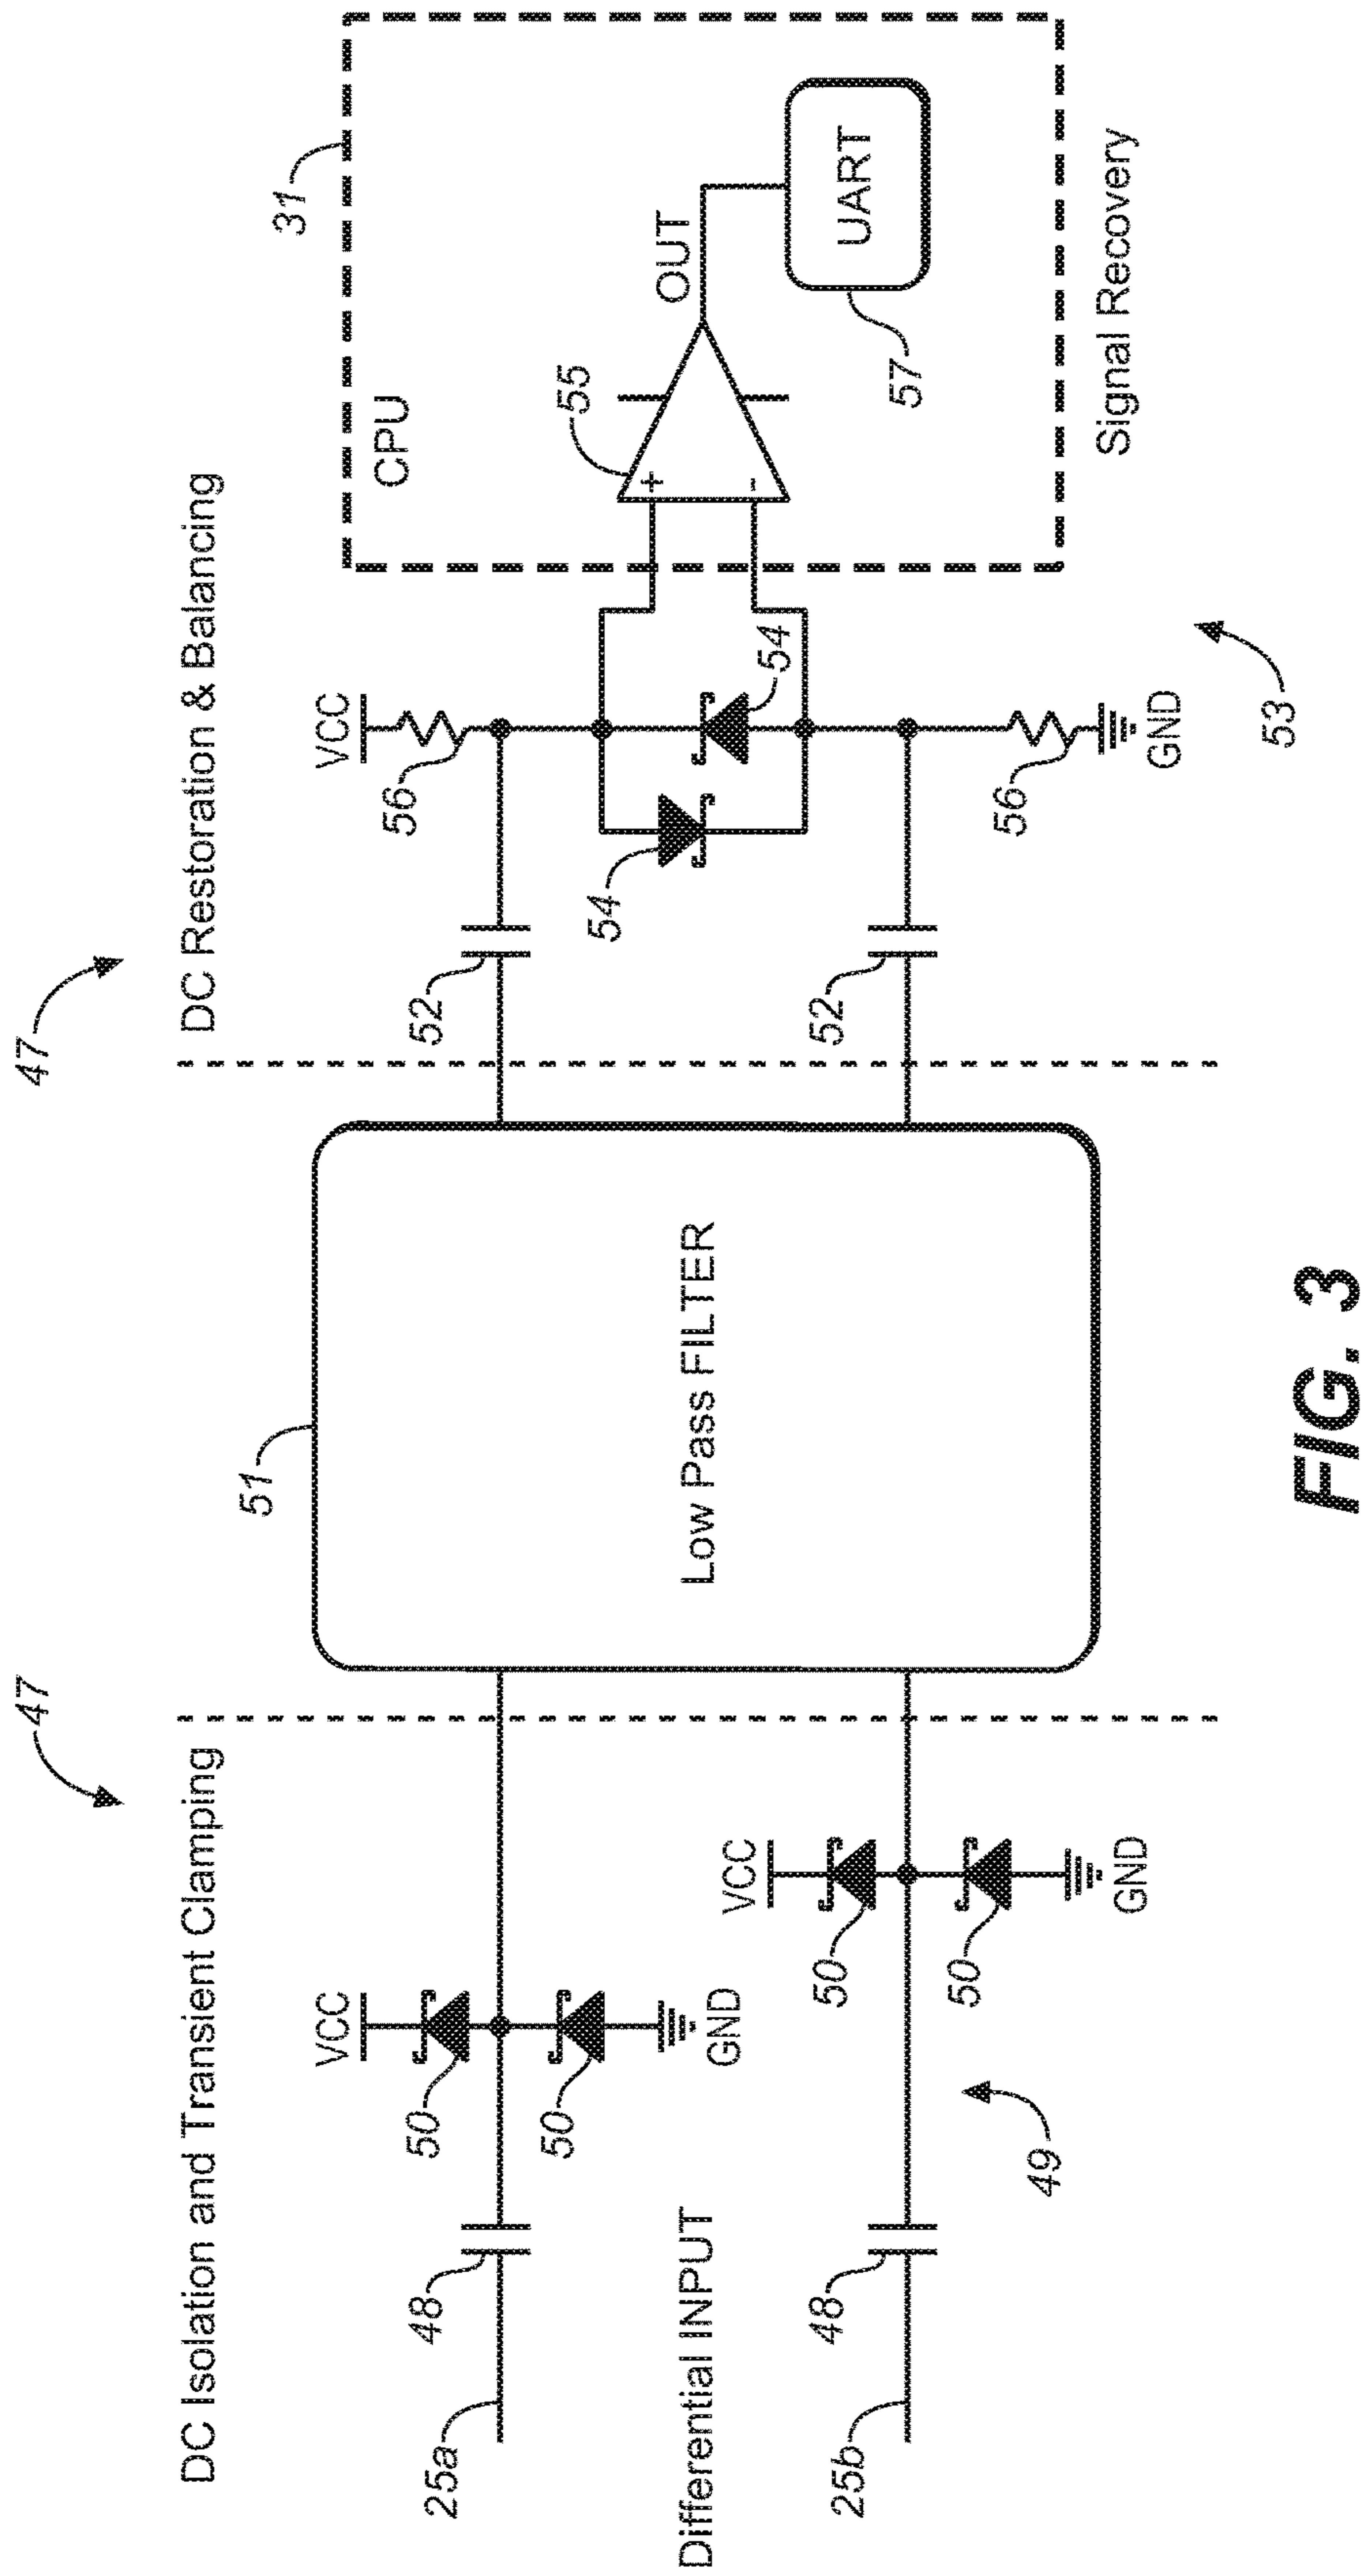 47
47
DC Isolation and Transient Clamping
DC Restoration & Balancing
51
31
VCC
VCC
CPU
50
56
48
52
25a
50
54
55
OUT
GND
Differential INPUT
Low Pass FILTER
+
-
VCC
54
UART
50
57
48
52
25b
50
56
GND
GND
Signal Recovery
49
53
FIG. 3